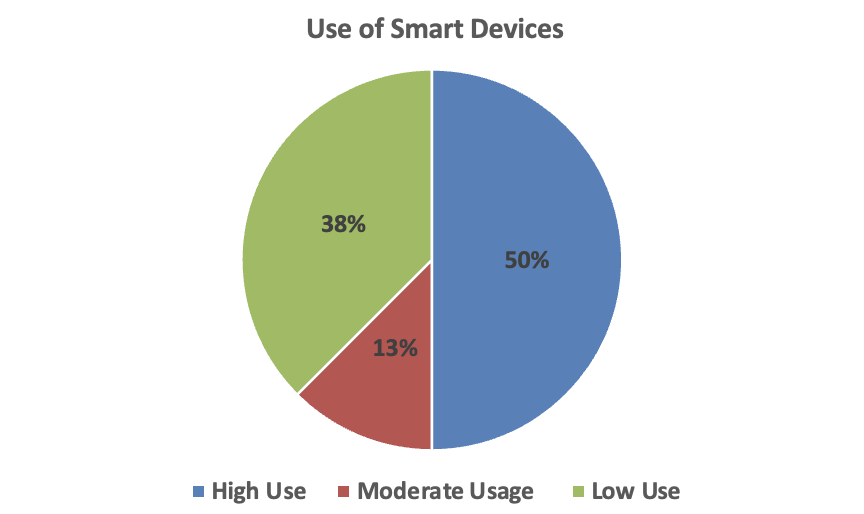 Use of Smart Devices
38%
50%
13%
High Use Moderate Usage Low Use